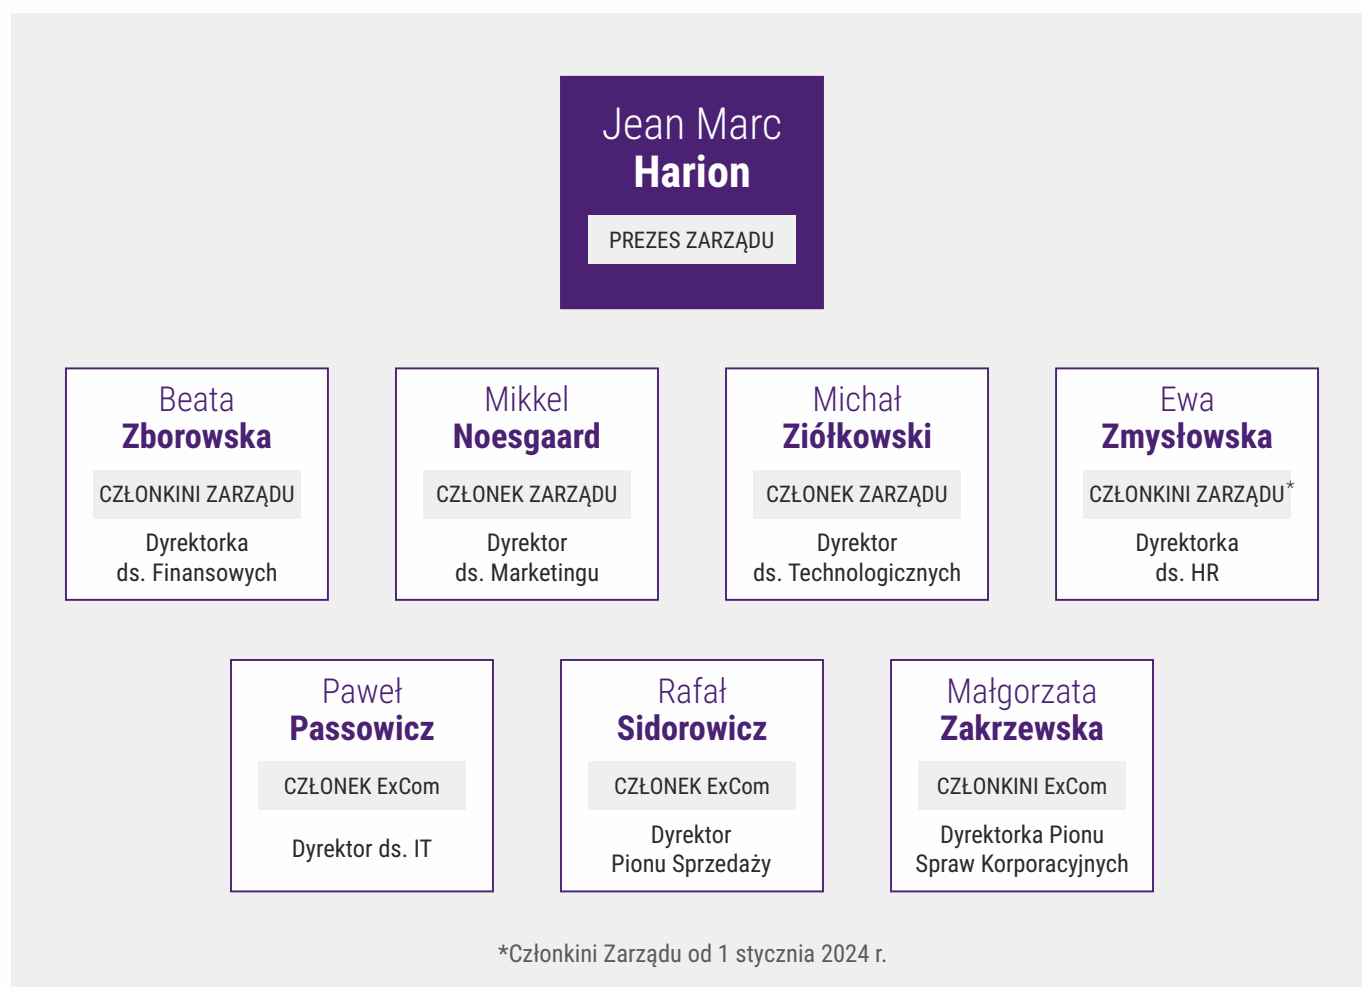 Jean Marc
Harion
PREZES ZARZĄDU
Beata
Zborowska
CZŁONKINI ZARZĄDU
Dyrektorka
ds. Finansowych
Mikkel
Noesgaard
CZŁONEK ZARZĄDU
Dyrektor
ds. Marketingu
Michał
Ziółkowski
CZŁONEK ZARZĄDU
Dyrektor
ds. Technologicznych
Ewa
Zmysłowska
CZŁONKINI ZARZĄDU*
Dyrektorka
ds. HR
Paweł
Passowicz
CZŁONEK ExCom
Dyrektor ds. IT
Rafał
Sidorowicz
CZŁONEK ExCom
Dyrektor
Pionu Sprzedaży
Małgorzata
Zakrzewska
CZŁONKINI ExCom
Dyrektorka Pionu
Spraw Korporacyjnych
*Członkini Zarządu od 1 stycznia 2024 r.